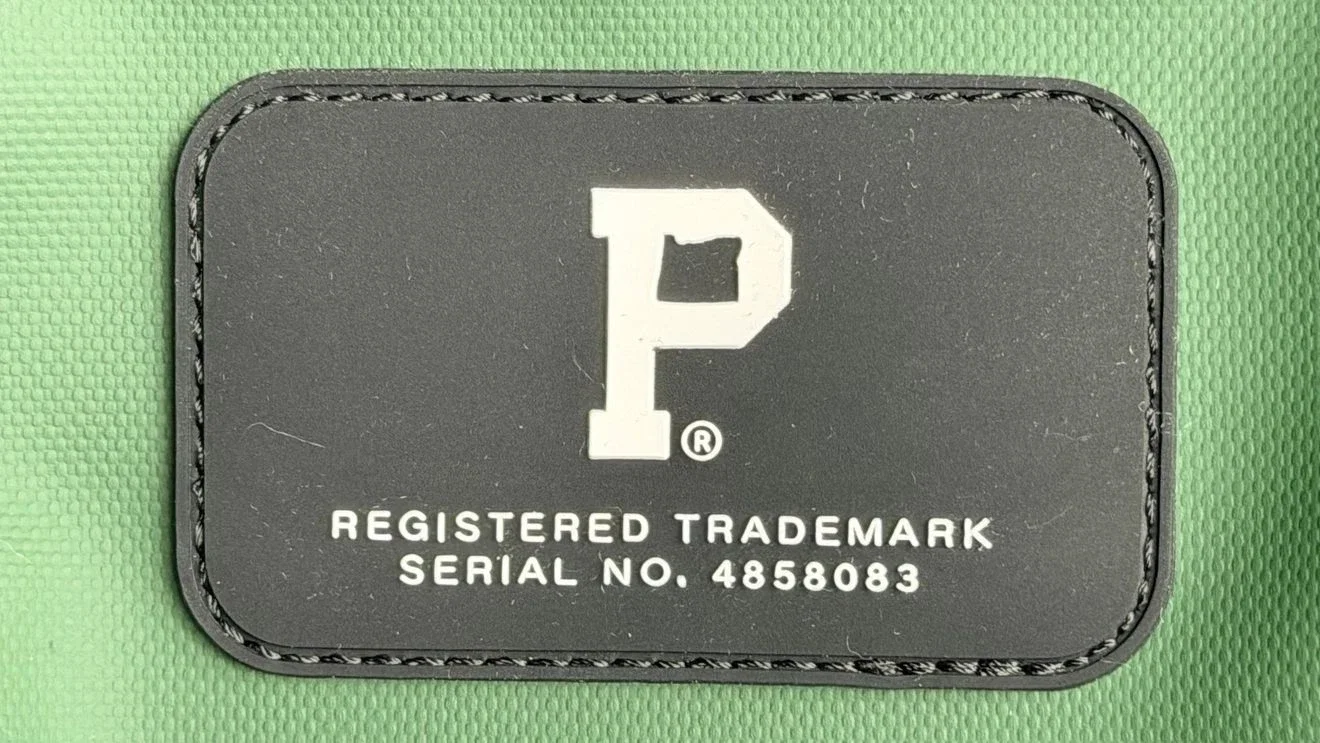 P®
REGISTERED TRADEMARK
SERIAL NO. 4858083